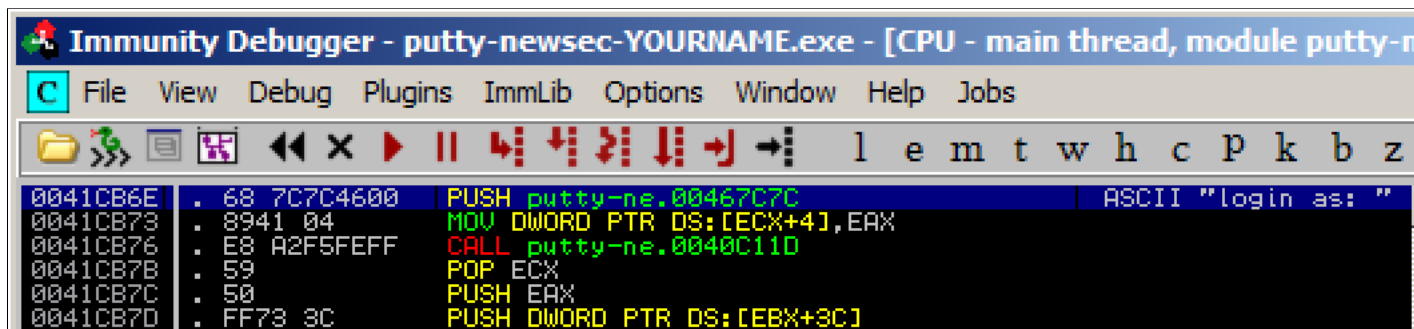 Immunity Debugger - putty-newsec-YOURNAME.exe - [CPU - main thread, module putty-n
C File View Debug Plugins ImmLib Options Window Help Jobs
l e m t w h c P k b z
0041CB6E . 68 7C7C4600 PUSH putty-ne.00467C7C ASCII "login as: "
0041CB73 . 8941 04 MOV DWORD PTR DS:[ECX+4],EAX
0041CB76 . E8 A2F5FEFF CALL putty-ne.0040C11D
0041CB7B . 59 POP ECX
0041CB7C . 50 PUSH EAX
0041CB7D . FF73 3C PUSH DWORD PTR DS:[EBX+3C]